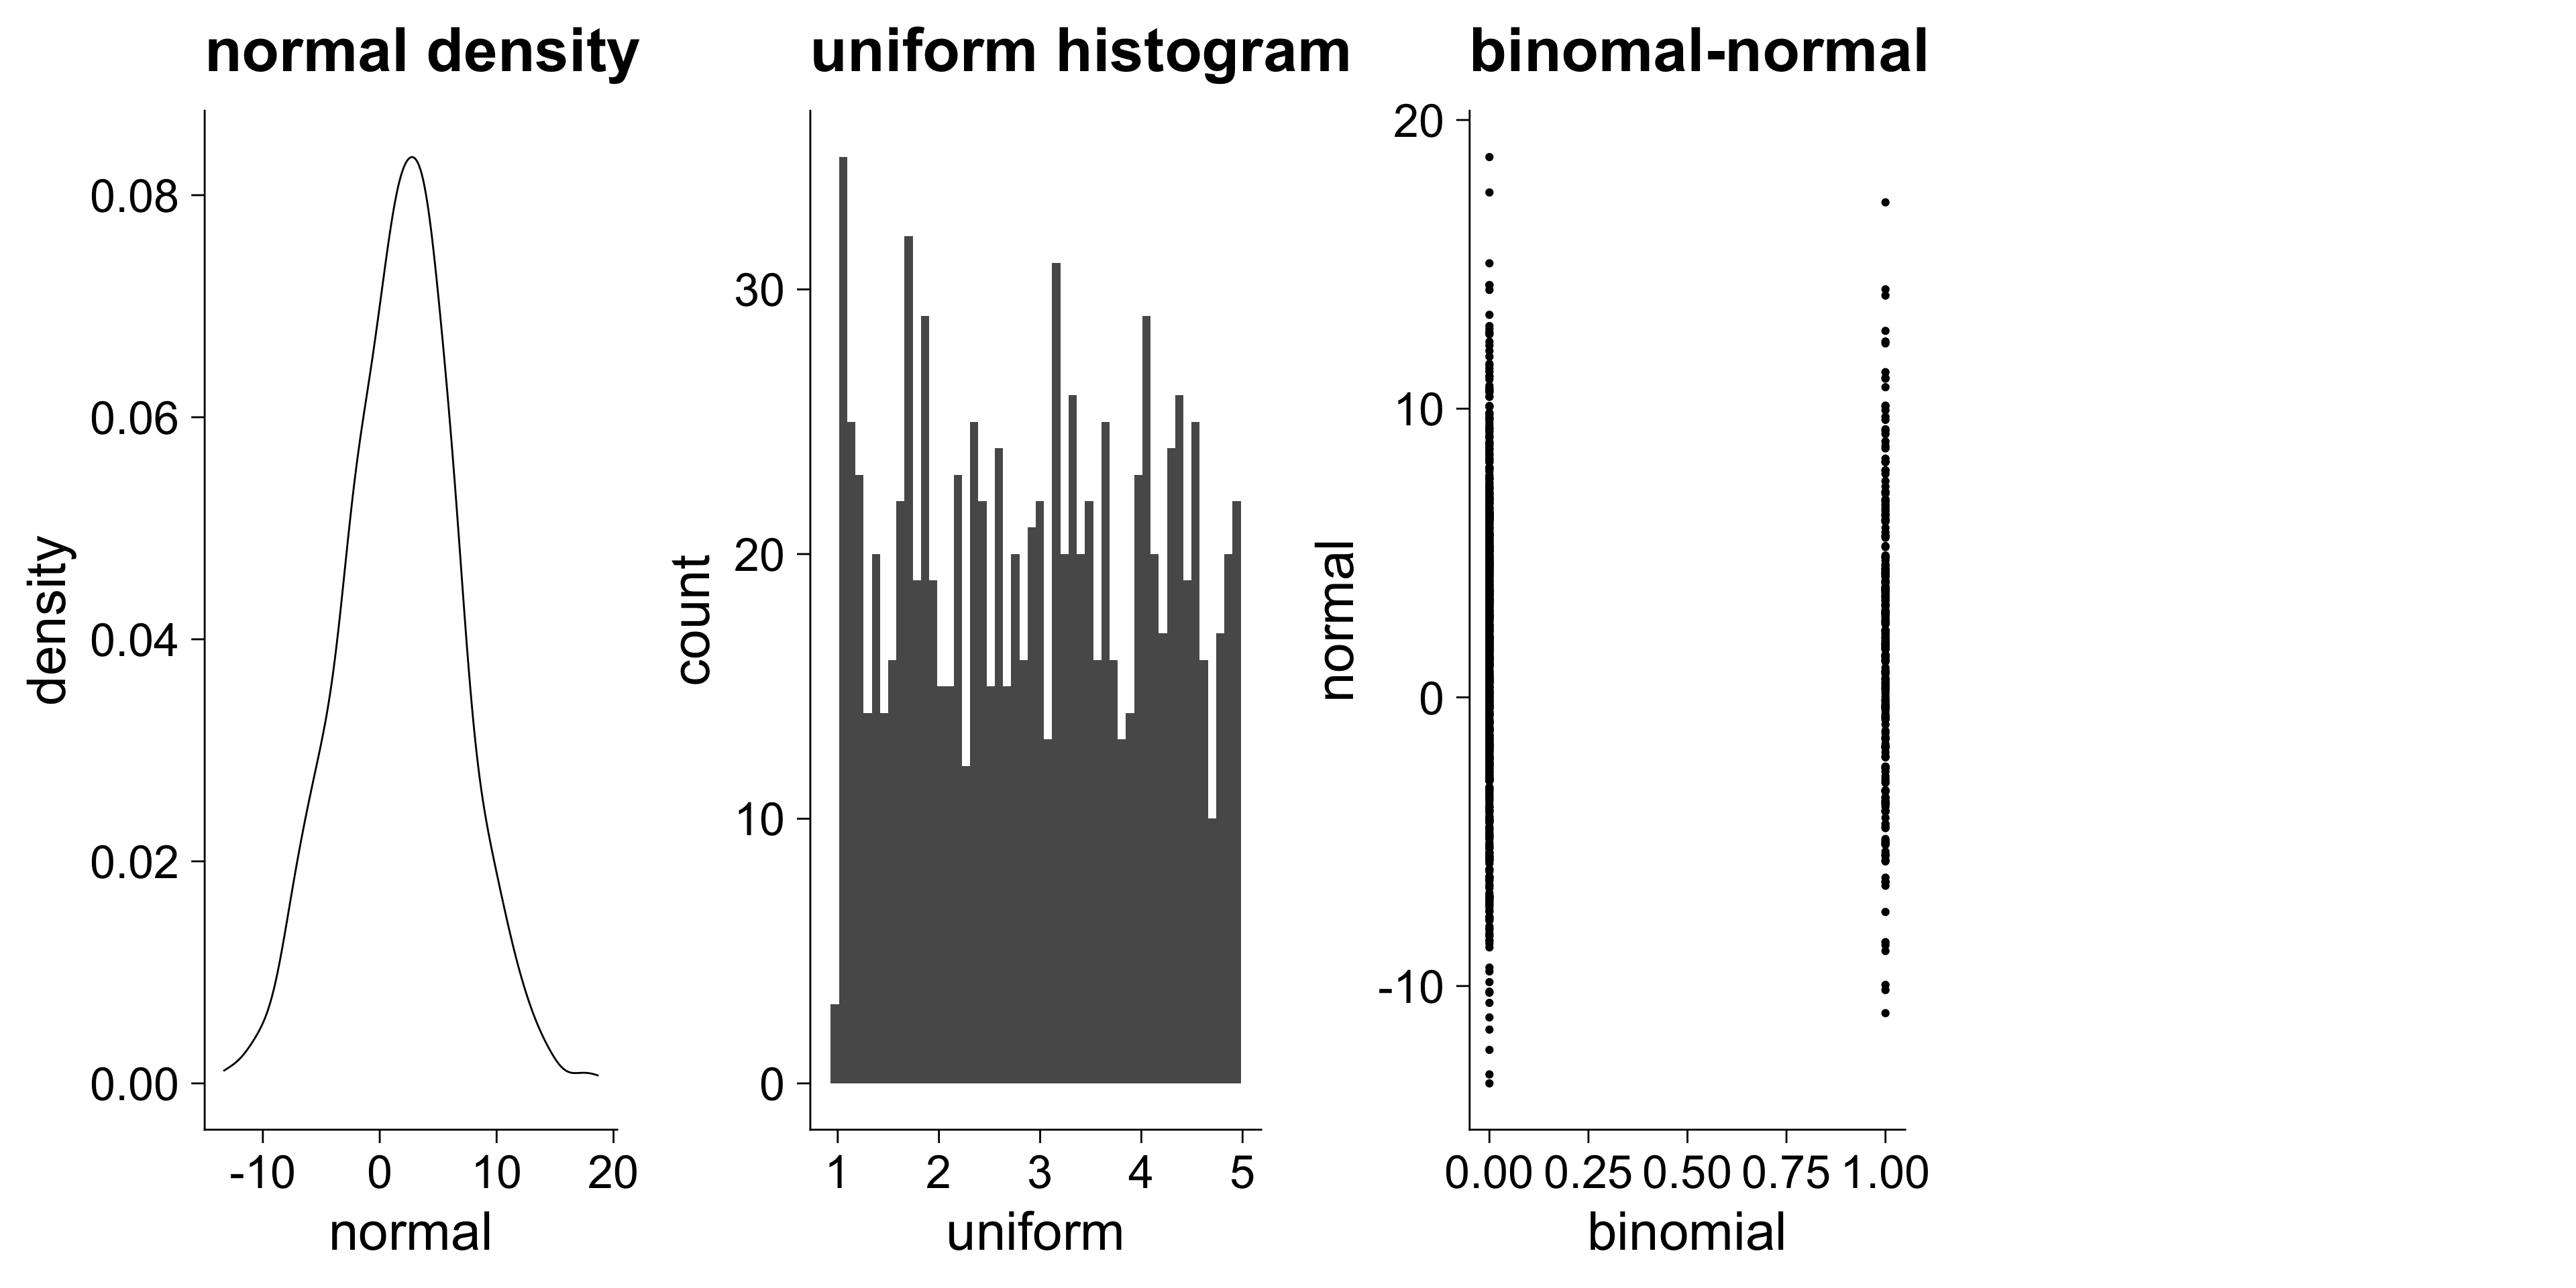 normal density
density
0.08
0.06
0.04
0.02
0.00
-10 0 10 20
normal
uniform histogram
count
30
20
10
0
1 2 3 4 5
uniform
binomal-normal
normal
20
10
0
-10
0.00 0.25 0.50 0.75 1.00
binomial